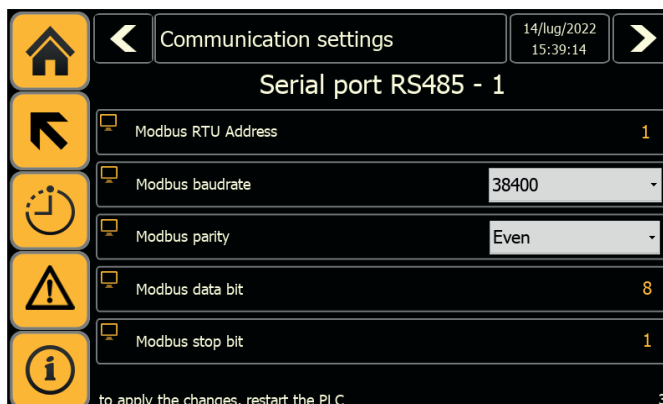 Communication settings
14/lug/2022
15:39:14
Serial port RS485 - 1
Modbus RTU Address 1
Modbus baudrate 38400
Modbus parity Even
Modbus data bit 8
Modbus stop bit 1
to apply the changes, restart the PLC